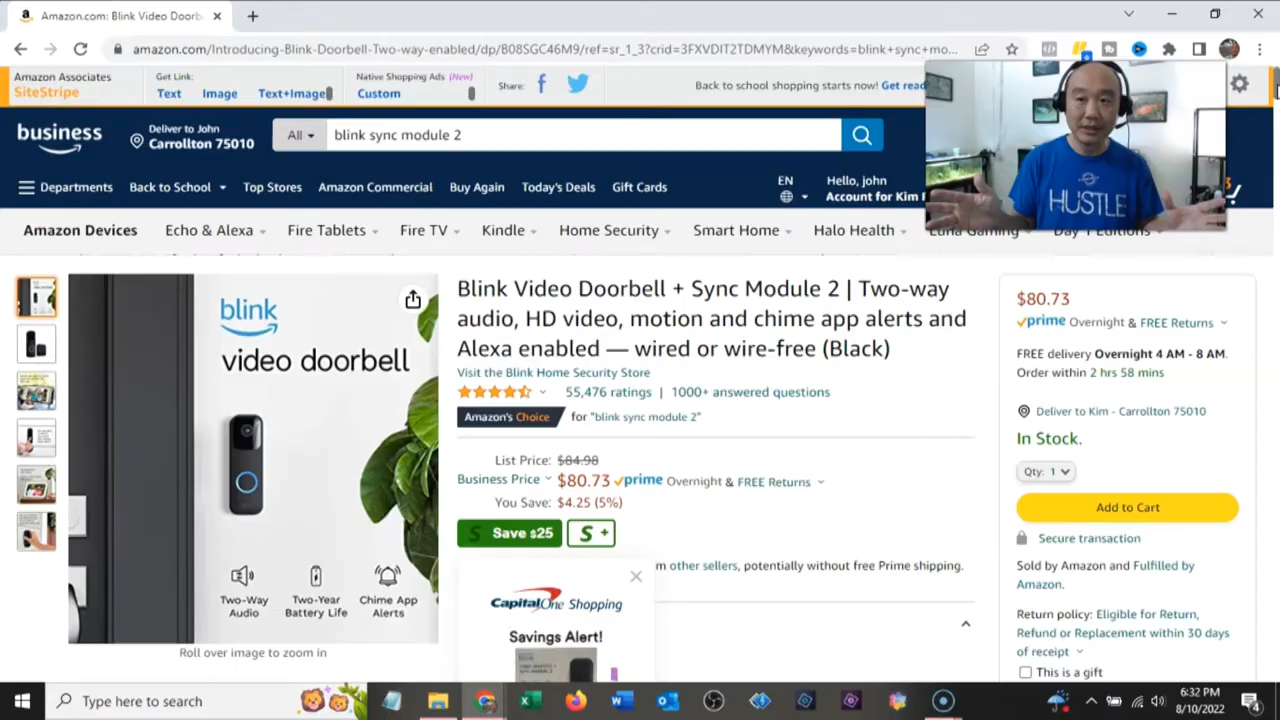 Amazon.com: Blink Video Doorb
amazon.com/Introducing-Blink-Doorbell-Two-way-enabled/dp/B08SGC46M9/ref=sr_1_3?crid=3FXVDIT2TDMYM&keywords=blink+sync+mo...
Amazon Associates
SiteStripe
Get Link:
Text Image Text+Image
Native Shopping Ads (New)
Custom
Share:
Back to school shopping starts now! Get read
business
Deliver to John
Carrollton 75010
All
blink sync module 2
EN
Hello, john
Account for Kim
3
Departments Back to School Top Stores Amazon Commercial Buy Again Today's Deals Gift Cards
Amazon Devices Echo & Alexa Fire Tablets Fire TV Kindle Home Security Smart Home Halo Health Luna Gaming Day 1 Editions
HUSTLE
blink
video doorbell
Two-Way
Audio
Two-Year
Battery Life
Chime App
Alerts
Roll over image to zoom in
Blink Video Doorbell + Sync Module 2 | Two-way
audio, HD video, motion and chime app alerts and
Alexa enabled — wired or wire-free (Black)
Visit the Blink Home Security Store
55,476 ratings | 1000+ answered questions
Amazon's Choice for "blink sync module 2"
List Price: $84.98
Business Price $80.73 prime Overnight & FREE Returns
You Save: $4.25 (5%)
S Save $25 S +
m other sellers, potentially without free Prime shipping.
Capital One Shopping
Savings Alert!
$80.73
prime Overnight & FREE Returns
FREE delivery Overnight 4 AM - 8 AM.
Order within 2 hrs 58 mins
Deliver to Kim - Carrollton 75010
In Stock.
Qty: 1
Add to Cart
Secure transaction
Sold by Amazon and Fulfilled by
Amazon.
Return policy: Eligible for Return,
Refund or Replacement within 30 days
of receipt
This is a gift
Type here to search
6:32 PM
8/10/2022
4